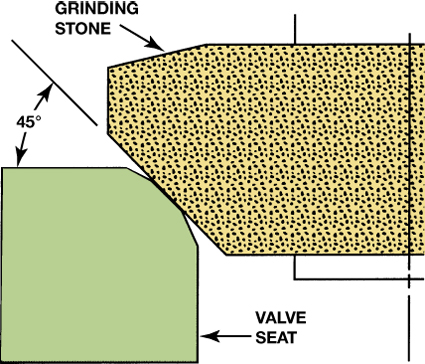 GRINDING
STONE
45°
VALVE
SEAT